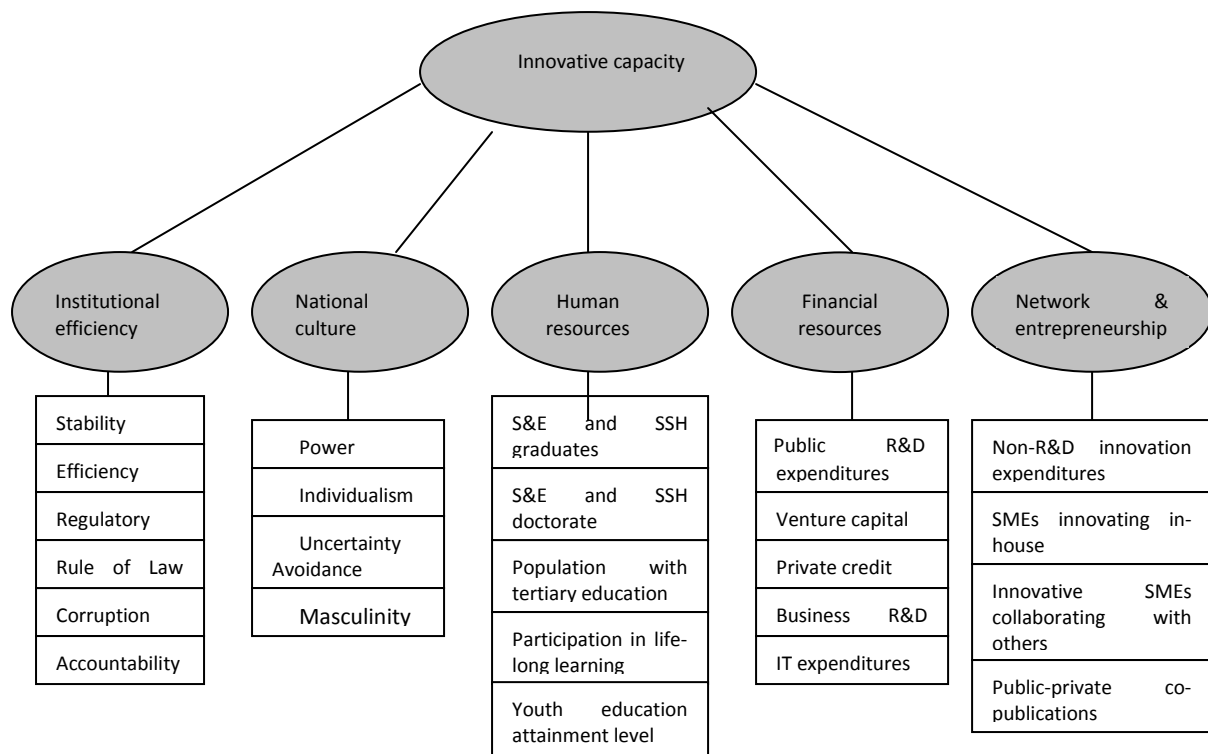 Innovative capacity
Institutional
efficiency
National
culture
Human
resources
Financial
resources
Network &
entrepreneurship
Stability
Efficiency
Regulatory
Rule of Law
Corruption
Accountability
Power
Individualism
Uncertainty
Avoidance
Masculinity
S&E and SSH
graduates
S&E and SSH
doctorate
Population with
tertiary education
Participation in life-
long learning
Youth education
attainment level
Public R&D
expenditures
Venture capital
Private credit
Business R&D
IT expenditures
Non-R&D innovation
expenditures
SMEs innovating in-
house
Innovative SMEs
collaborating with
others
Public-private co-
publications